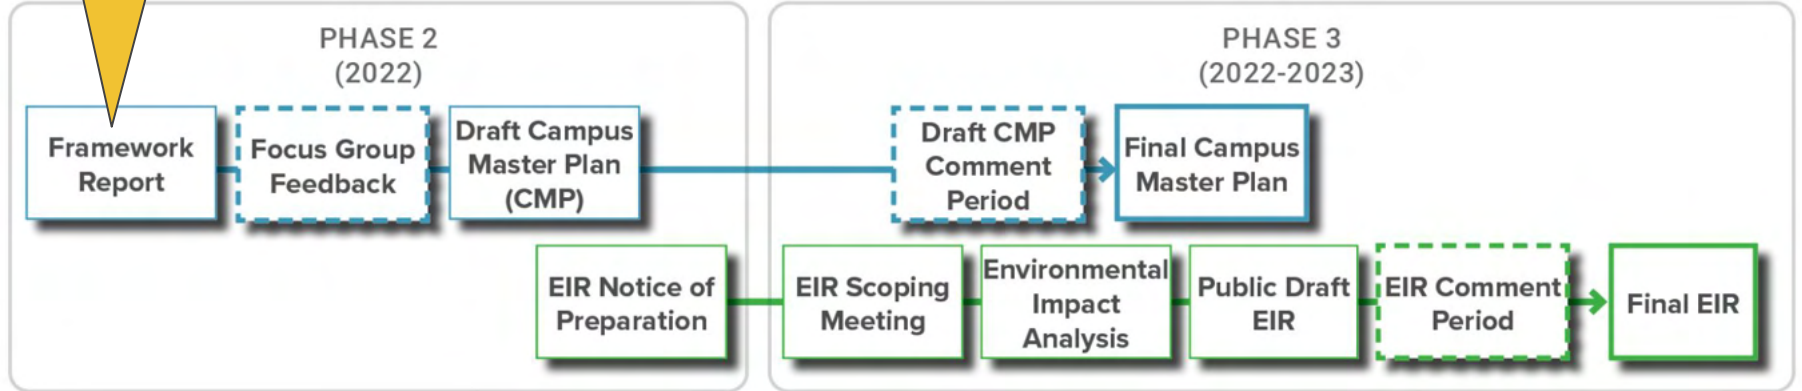 PHASE 2
(2022)
Framework
Report
Focus Group
Feedback
Draft Campus
Master Plan
(CMP)
EIR Notice of
Preparation
PHASE 3
(2022-2023)
Draft CMP
Comment
Period
Final Campus
Master Plan
EIR Scoping
Meeting
Environmental
Impact
Analysis
Public Draft
EIR
EIR Comment
Period
Final EIR